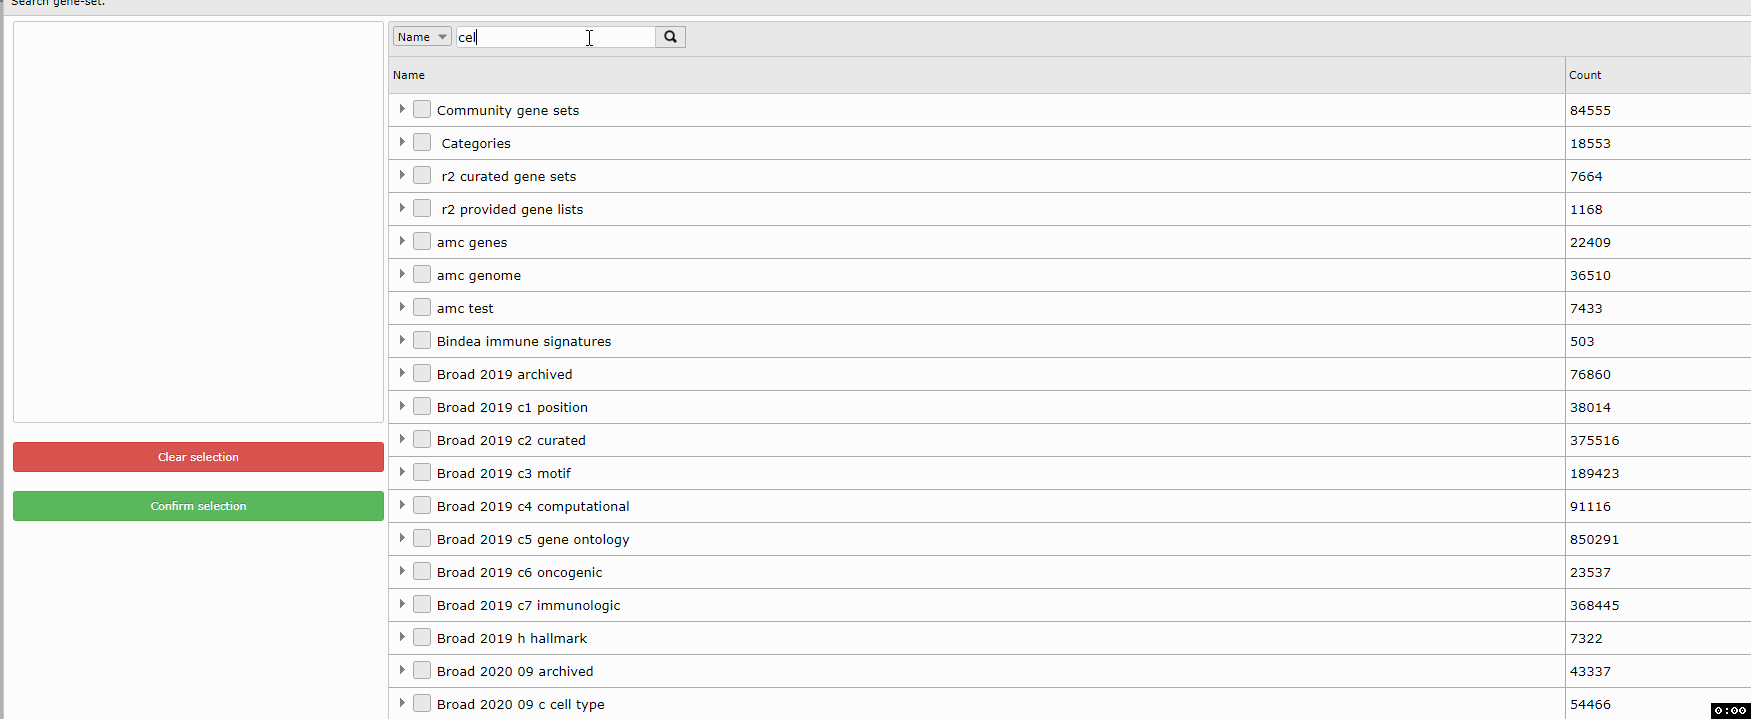 Search gene-set.
Name cel
Name Count
Community gene sets 84555
Categories 18553
r2 curated gene sets 7664
r2 provided gene lists 1168
amc genes 22409
amc genome 36510
amc test 7433
Bindea immune signatures 503
Broad 2019 archived 76860
Broad 2019 c1 position 38014
Broad 2019 c2 curated 375516
Clear selection
Broad 2019 c3 motif 189423
Confirm selection
Broad 2019 c4 computational 91116
Broad 2019 c5 gene ontology 850291
Broad 2019 c6 oncogenic 23537
Broad 2019 c7 immunologic 368445
Broad 2019 h hallmark 7322
Broad 2020 09 archived 43337
Broad 2020 09 c cell type 54466
0:00